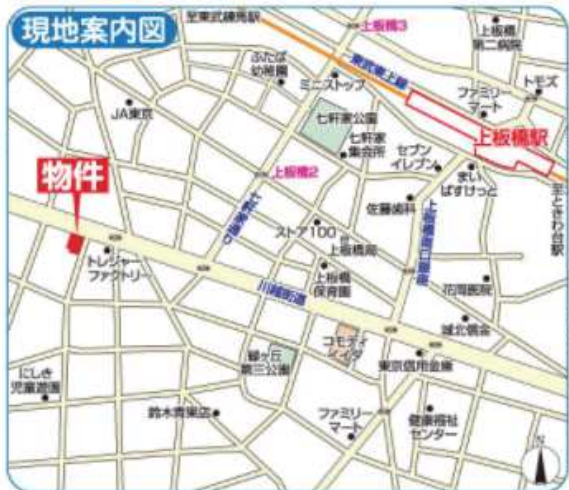 現地案内図
至東武練馬駅
上板橋3
上板橋
第二病院
ふたば
幼稚園
東武東上線
ミニストップ
ファミリー
マート
トモズ
JA東京
七軒家公園
七軒家
集会所
上板橋駅
セブン
イレブン
まい
ばすけっと
物件
上板橋2
佐藤歯科
至ときわ台駅
七軒家通り
上板橋南口銀座
ストア100
上板橋局
トレジャー
ファクトリー
上板橋
保育園
花岡医院
川越街道
城北信金
コモディ
イイダ
緑ヶ丘
第三公園
東京信用金庫
にしき
児童遊園
鈴木青果店
ファミリー
マート
健康福祉
センター
N